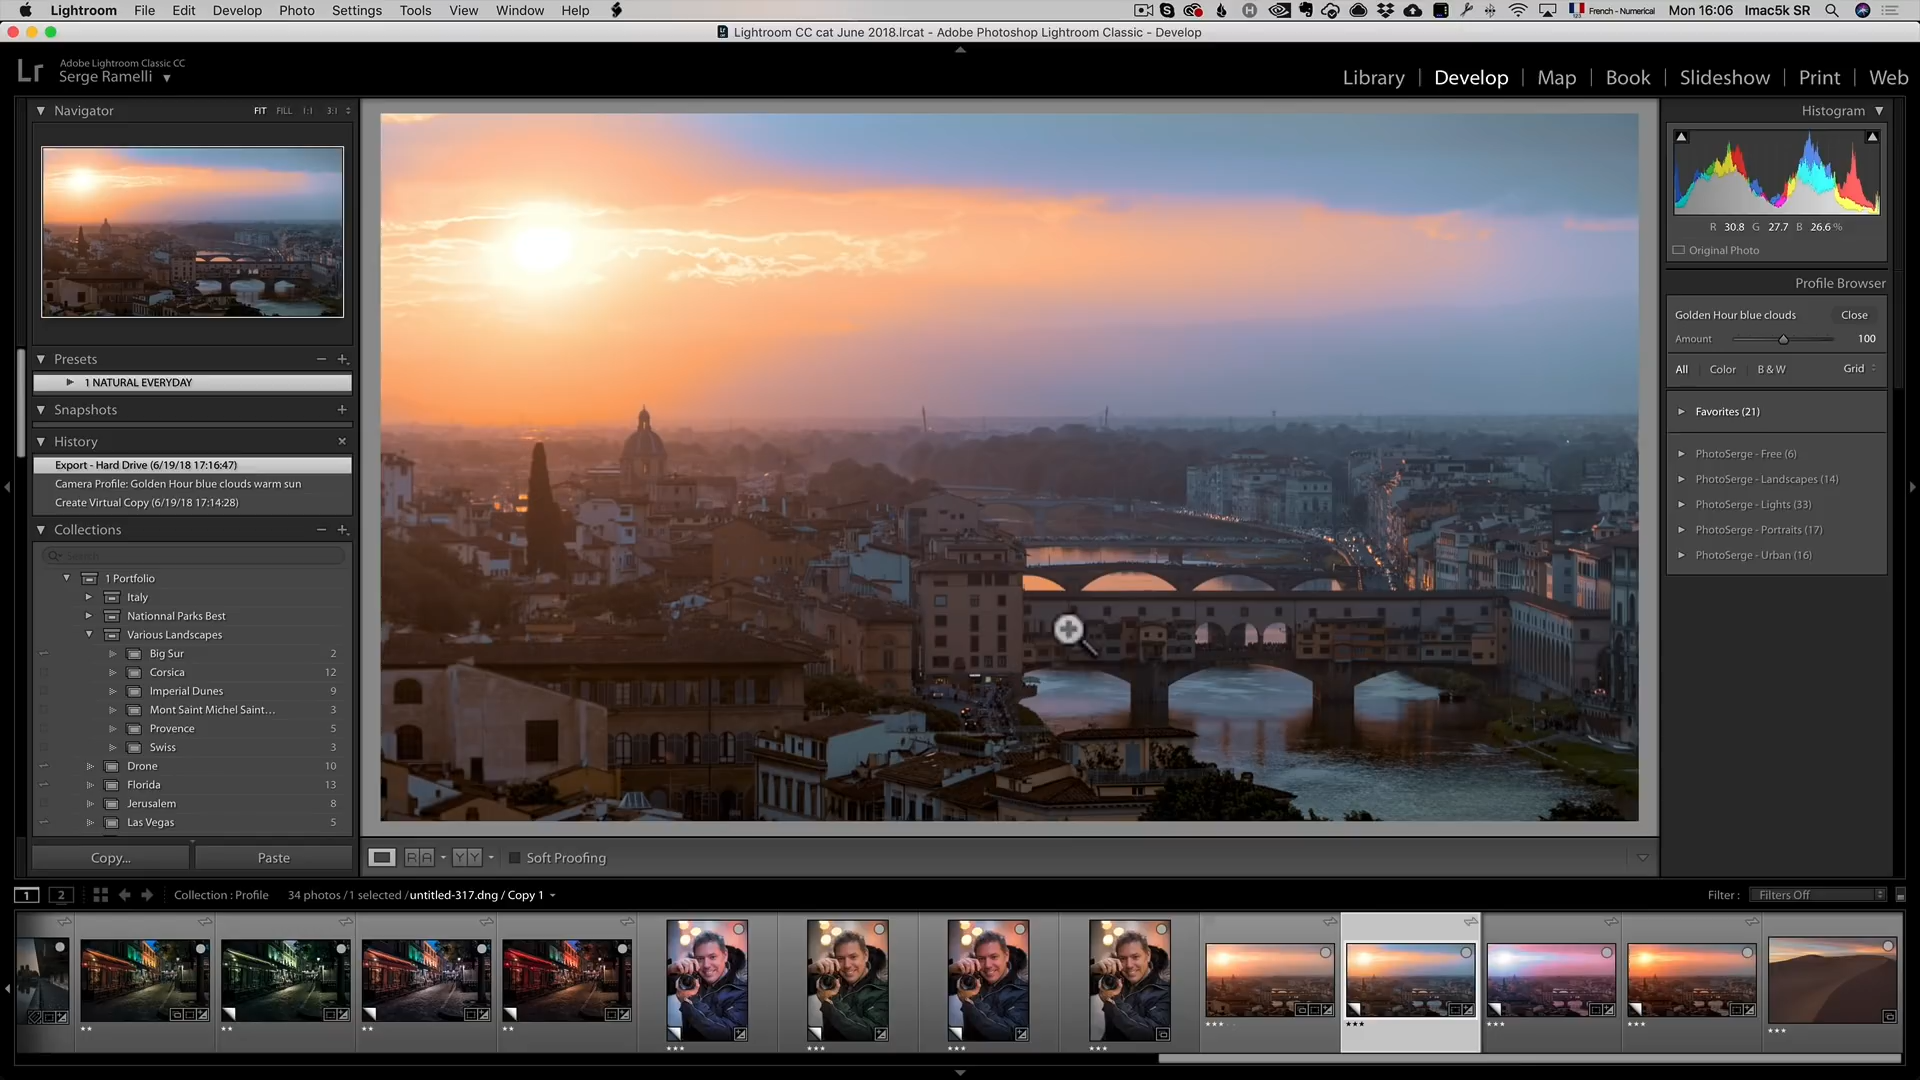 Lightroom File Edit Develop Photo Settings Tools View Window Help
French - Numerical Mon 16:06 Imac5k SR
Lightroom CC cat June 2018.lrcat - Adobe Photoshop Lightroom Classic - Develop
Lr
Adobe Lightroom Classic CC
Serge Ramelli
Library | Develop | Map | Book | Slideshow | Print | Web
Navigator FIT FILL 1:1 3:1
Presets
1 NATURAL EVERYDAY
Snapshots
History
Export - Hard Drive (6/19/18 17:16:47)
Camera Profile: Golden Hour blue clouds warm sun
Create Virtual Copy (6/19/18 17:14:28)
Collections
1 Portfolio
Italy
Nationnal Parks Best
Various Landscapes
Big Sur 2
Corsica 12
Imperial Dunes 9
Mont Saint Michel Saint... 3
Provence 5
Swiss 3
Drone 10
Florida 13
Jerusalem 8
Las Vegas 5
Copy... Paste
Histogram
R 30.8 G 27.7 B 26.6 %
Original Photo
Profile Browser
Golden Hour blue clouds Close
Amount 100
All Color B & W Grid
Favorites (21)
PhotoSerge - Free (6)
PhotoSerge - Landscapes (14)
PhotoSerge - Lights (33)
PhotoSerge - Portraits (17)
PhotoSerge - Urban (16)
R A Y Y Soft Proofing
1 2 Collection : Profile 34 photos / 1 selected / untitled-317.dng / Copy 1 Filter : Filters Off